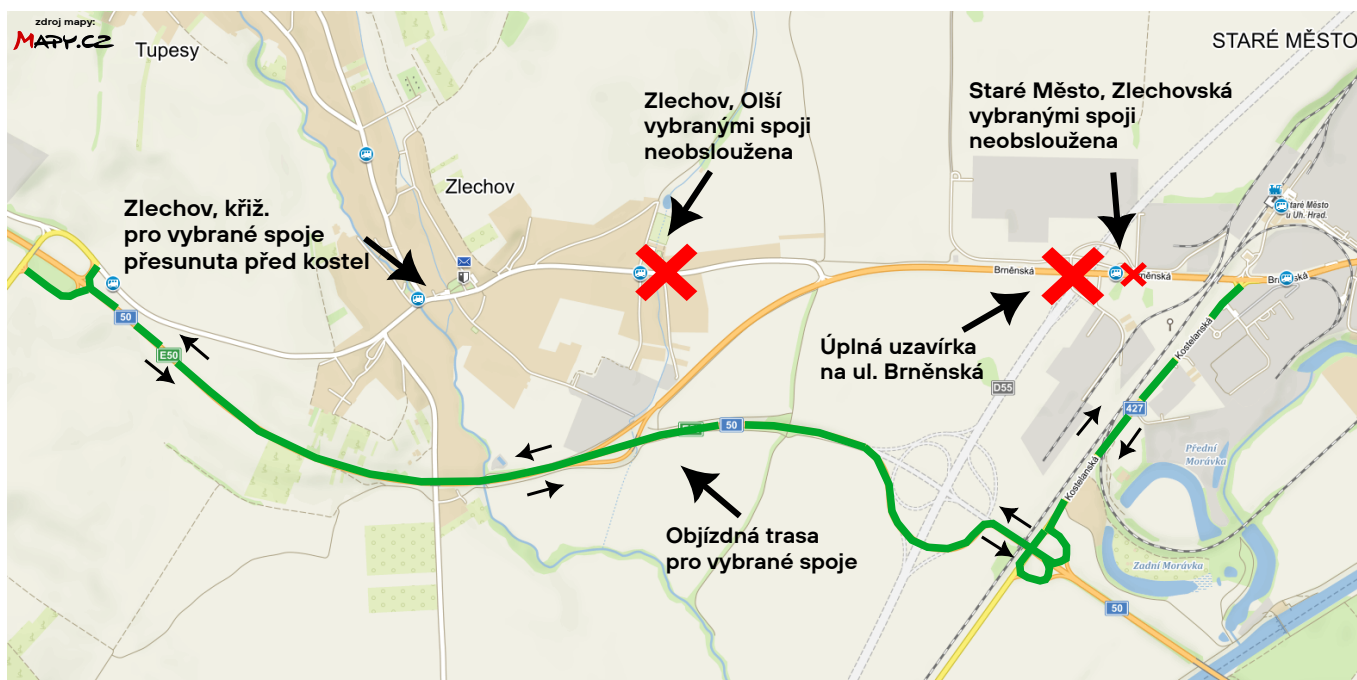 zdroj mapy:
MAPY.CZ
Tupesy
STARÉ MĚSTO
Zlechov, Olší
vybranými spoji
neobsloužena
Staré Město, Zlechovská
vybranými spoji
neobsloužena
Zlechov
Zlechov, křiž.
pro vybrané spoje
přesunuta před kostel
Staré Město
u Uh. Hrad.
Brněnská
Brněnská
Brněnská
50
E50
Úplná uzavírka
na ul. Brněnská
Kostelanská
D55
427
50
Přední
Morávka
Kostelanská
Objízdná trasa
pro vybrané spoje
Zadní Morávka
50